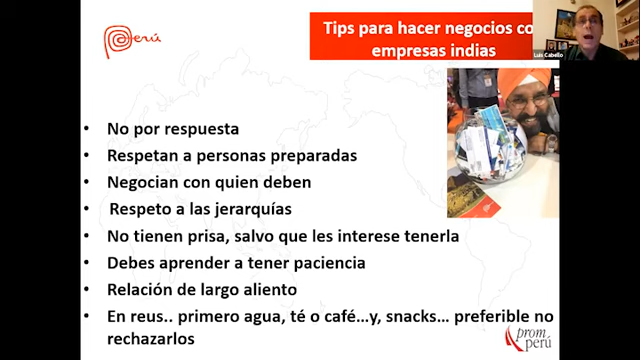 Perú
Tips para hacer negocios co
empresas indias
Luis Cabello
No por respuesta
Respetan a personas preparadas
Negocian con quien deben
Respeto a las jerarquías
No tienen prisa, salvo que les interese tenerla
Debes aprender a tener paciencia
Relación de largo aliento
En reus.. primero agua, té o café...y, snacks... preferible no
rechazarlos
prom
perú